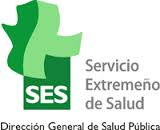 SES
Servicio
Extremeño
de Salud
Dirección General de Salud Pública